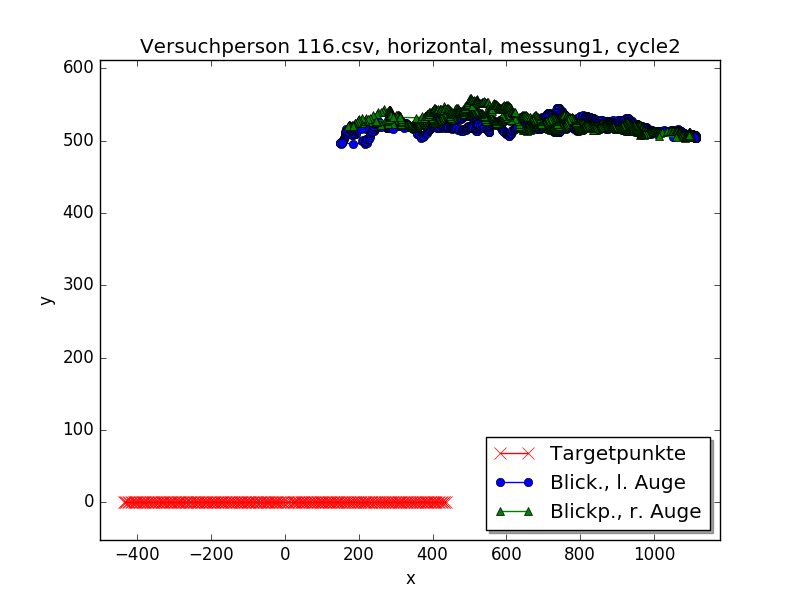 Versuchperson 116.csv, horizontal, messung1, cycle2
600
500
400
300
200
100
0
y
−400 −200 0 200 400 600 800 1000
x
Targetpunkte
Blick., l. Auge
Blickp., r. Auge